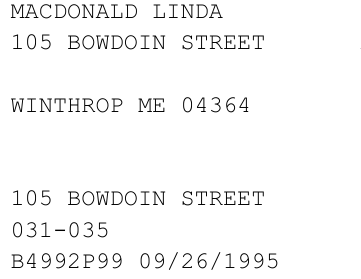 MACDONALD LINDA
105 BOWDOIN STREET
WINTHROP ME 04364
105 BOWDOIN STREET
031-035
B4992P99 09/26/1995